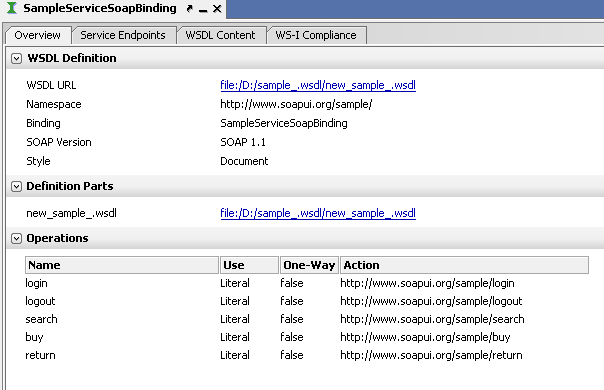 SampleServiceSoapBinding
Overview Service Endpoints WSDL Content WS-I Compliance
WSDL Definition
WSDL URL file:/D:/sample_.wsdl/new_sample_.wsdl
Namespace http://www.soapui.org/sample/
Binding SampleServiceSoapBinding
SOAP Version SOAP 1.1
Style Document
Definition Parts
new_sample_.wsdl file:/D:/sample_.wsdl/new_sample_.wsdl
Operations
Name Use One-Way Action
login Literal false http://www.soapui.org/sample/login
logout Literal false http://www.soapui.org/sample/logout
search Literal false http://www.soapui.org/sample/search
buy Literal false http://www.soapui.org/sample/buy
return Literal false http://www.soapui.org/sample/return